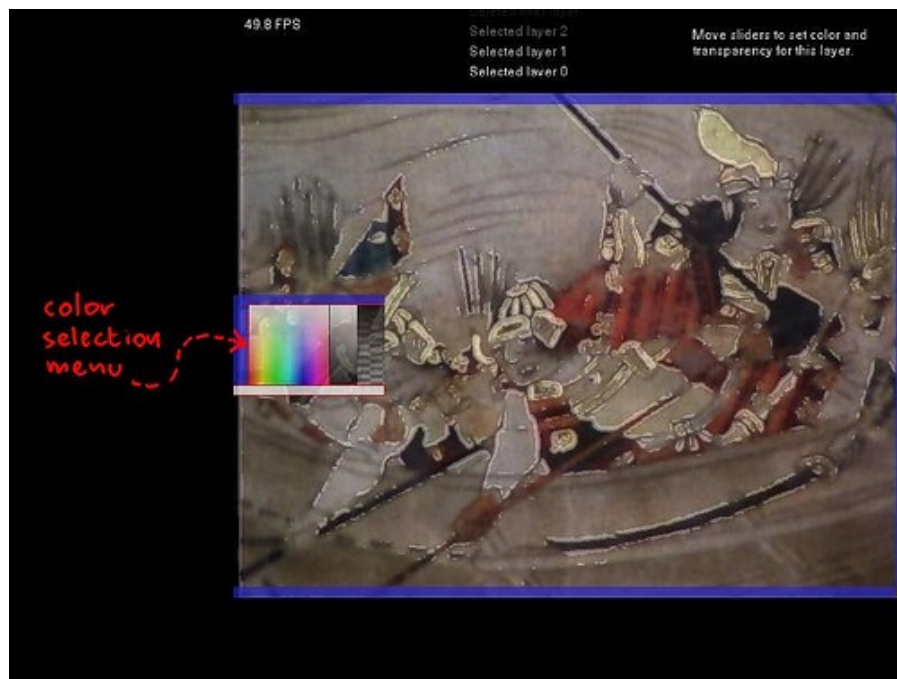 49.8 FPS
Selected layer 2
Selected layer 1
Selected layer 0
Move sliders to set color and
transparency for this layer.
color
selection
menu